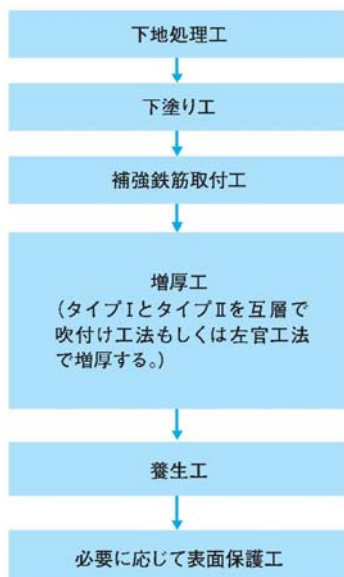 下地処理工
下塗り工
補強鉄筋取付工
増厚工
(タイプⅠとタイプⅡを互層で
吹付け工法もしくは左官工法
で増厚する。)
養生工
必要に応じて表面保護工